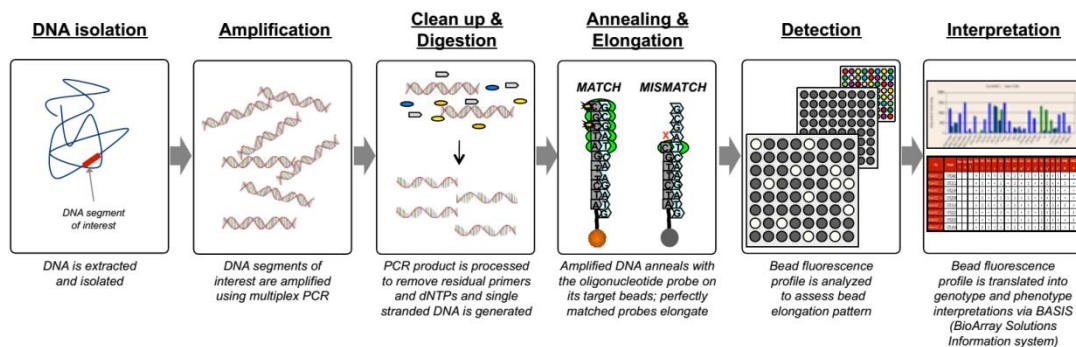 DNA isolation
DNA segment
of interest
DNA is extracted
and isolated
Amplification
DNA segments of
interest are amplified
using multiplex PCR
Clean up &
Digestion
PCR product is processed
to remove residual primers
and dNTPs and single
stranded DNA is generated
Annealing &
Elongation
MATCH
MISMATCH
X
Amplified DNA anneals with
the oligonucleotide probe on
its target beads; perfectly
matched probes elongate
Detection
Bead fluorescence
profile is analyzed
to assess bead
elongation pattern
Interpretation
Bead fluorescence
profile is translated into
genotype and phenotype
interpretations via BASIS
(BioArray Solutions
Information system)